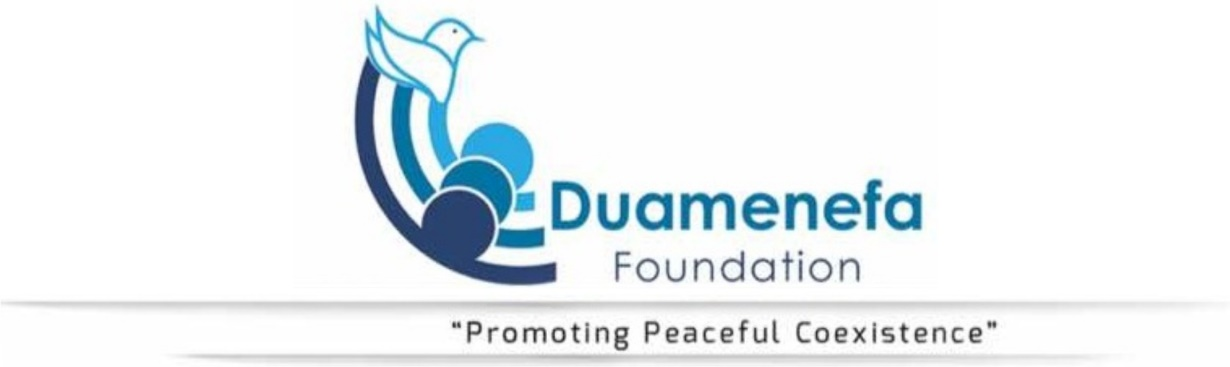 Duamenefa
Foundation
"Promoting Peaceful Coexistence"